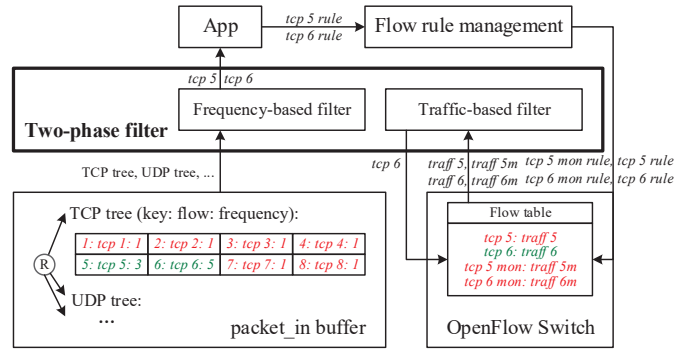 App
tcp 5 rule
tcp 6 rule
Flow rule management
tcp 5 tcp 6
Two-phase filter
Frequency-based filter
Traffic-based filter
TCP tree, UDP tree, ...
tcp 6
traff 5, traff 5m
traff 6, traff 6m
tcp 5 mon rule, tcp 5 rule
tcp 6 mon rule, tcp 6 rule
TCP tree (key: flow: frequency):
1: tcp 1: 1 2: tcp 2: 1 3: tcp 3: 1 4: tcp 4: 1
5: tcp 5: 3 6: tcp 6: 5 7: tcp 7: 1 8: tcp 8: 1
R
UDP tree:
...
packet_in buffer
Flow table
tcp 5: traff 5
tcp 6: traff 6
tcp 5 mon: traff 5m
tcp 6 mon: traff 6m
OpenFlow Switch